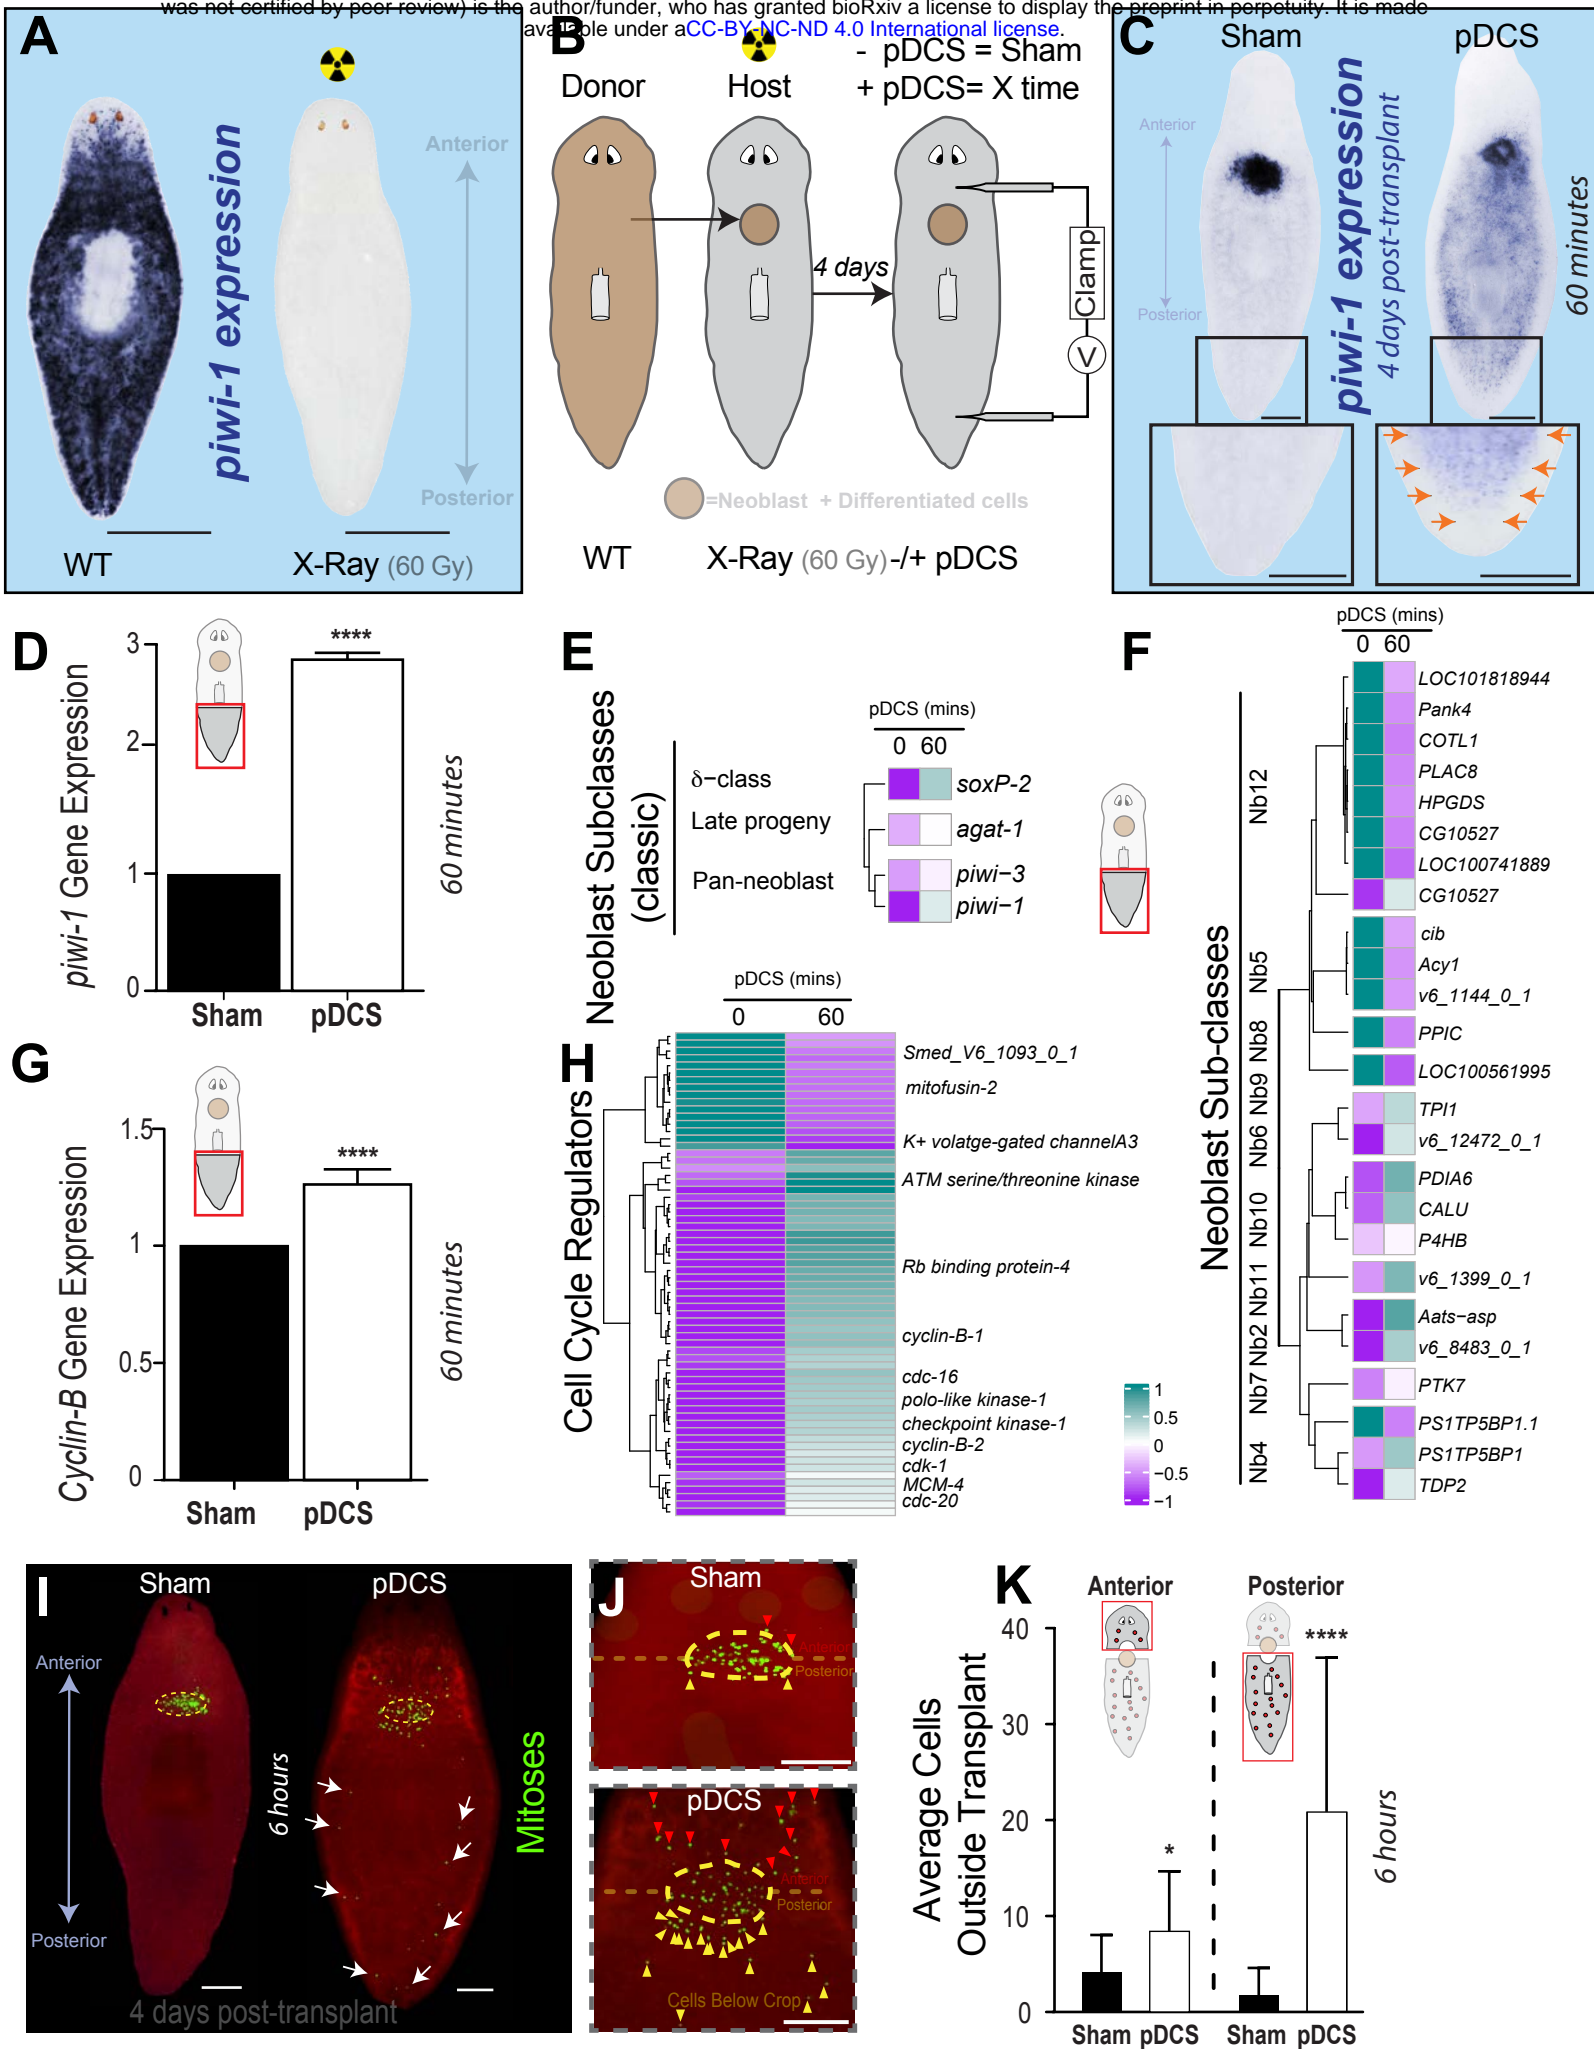 was not certified by peer review) is the author/funder, who has granted bioRxiv a license to display the preprint in perpetuity. It is made
available under aCC-BY-NC-ND 4.0 International license.
A
piwi-1 expression
Anterior
Posterior
WT
X-Ray (60 Gy)
B
Donor
Host
- pDCS = Sham
+ pDCS= X time
4 days
Clamp
V
=Neoblast + Differentiated cells
WT
X-Ray (60 Gy) -/+ pDCS
C
Sham
pDCS
Anterior
Posterior
piwi-1 expression
4 days post-transplant
60 minutes
D
piwi-1 Gene Expression
3
2
1
0
****
Sham
pDCS
60 minutes
E
Neoblast Subclasses
(classic)
pDCS (mins)
0 60
δ−class
Late progeny
Pan-neoblast
soxP-2
agat-1
piwi−3
piwi−1
F
Neoblast Sub-classes
pDCS (mins)
0 60
Nb12
Nb5
Nb8
Nb9
Nb6
Nb10
Nb11
Nb2
Nb7
Nb4
LOC101818944
Pank4
COTL1
PLAC8
HPGDS
CG10527
LOC100741889
CG10527
cib
Acy1
v6_1144_0_1
PPIC
LOC100561995
TPI1
v6_12472_0_1
PDIA6
CALU
P4HB
v6_1399_0_1
Aats−asp
v6_8483_0_1
PTK7
PS1TP5BP1.1
PS1TP5BP1
TDP2
G
Cyclin-B Gene Expression
1.5
1
0.5
0
****
Sham
pDCS
60 minutes
H
Cell Cycle Regulators
pDCS (mins)
0
60
Smed_V6_1093_0_1
mitofusin-2
K+ volatge-gated channelA3
ATM serine/threonine kinase
Rb binding protein-4
cyclin-B-1
cdc-16
polo-like kinase-1
checkpoint kinase-1
cyclin-B-2
cdk-1
MCM-4
cdc-20
1
0.5
0
−0.5
−1
I
Sham
pDCS
Anterior
Posterior
6 hours
Mitoses
4 days post-transplant
J
Sham
Anterior
Posterior
pDCS
Anterior
Posterior
Cells Below Crop
K
Anterior
Posterior
Average Cells
Outside Transplant
40
30
20
10
0
*
****
Sham pDCS
Sham pDCS
6 hours